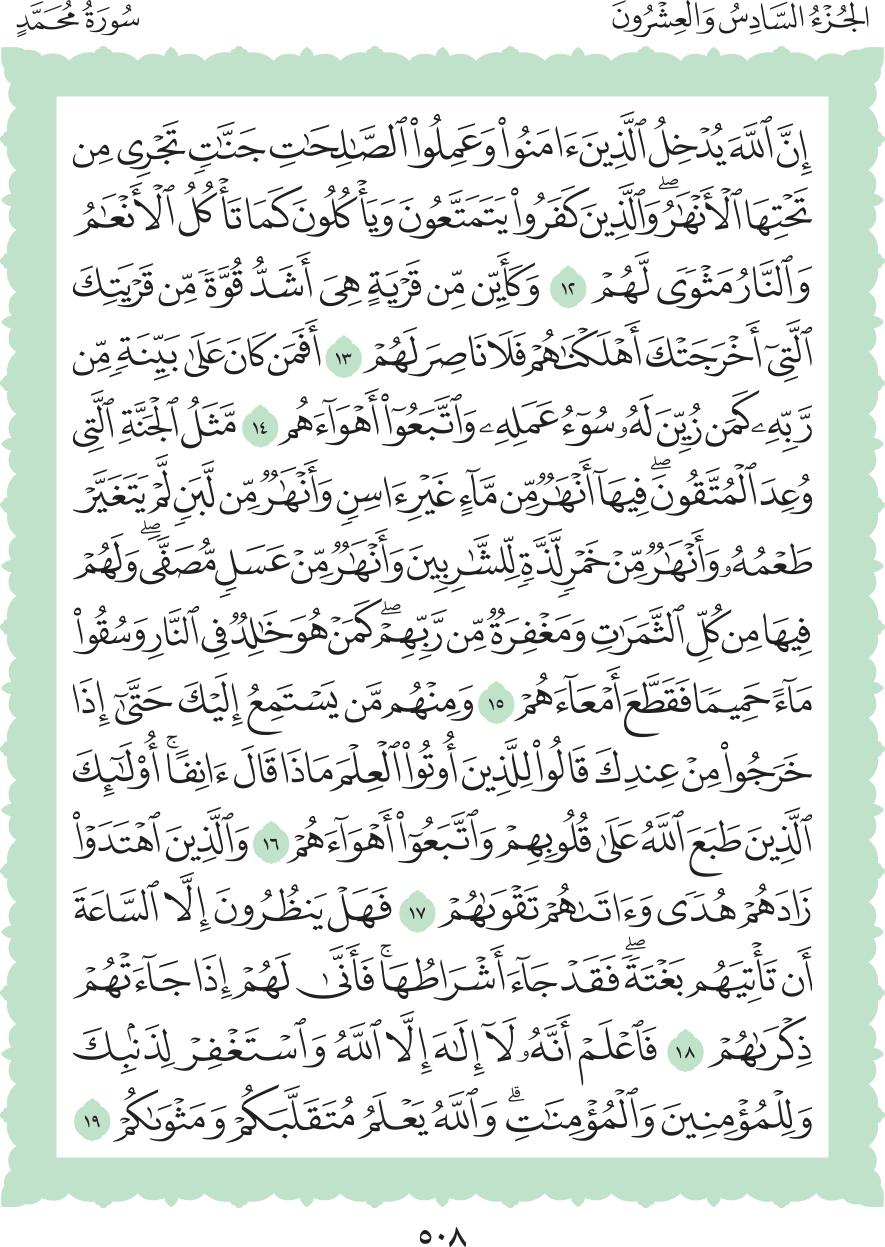 الجُزْءُ السَّادِسُ وَالعِشْرُونَ سُورَةُ مُحَمَّدٍ
إِنَّ ٱللَّهَ يُدۡخِلُ ٱلَّذِينَ ءَامَنُواْ وَعَمِلُواْ ٱلصَّٰلِحَٰتِ جَنَّٰتٖ تَجۡرِي مِن
تَحۡتِهَا ٱلۡأَنۡهَٰرُۖ وَٱلَّذِينَ كَفَرُواْ يَتَمَتَّعُونَ وَيَأۡكُلُونَ كَمَا تَأۡكُلُ ٱلۡأَنۡعَٰمُ
وَٱلنَّارُ مَثۡوٗى لَّهُمۡ ١٢ وَكَأَيِّن مِّن قَرۡيَةٍ هِيَ أَشَدُّ قُوَّةٗ مِّن قَرۡيَتِكَ
ٱلَّتِيٓ أَخۡرَجَتۡكَ أَهۡلَكۡنَٰهُمۡ فَلَا نَاصِرَ لَهُمۡ ١٣ أَفَمَن كَانَ عَلَىٰ بَيِّنَةٖ مِّن
رَّبِّهِۦ كَمَن زُيِّنَ لَهُۥ سُوٓءُ عَمَلِهِۦ وَٱتَّبَعُوٓاْ أَهۡوَآءَهُم ١٤ مَّثَلُ ٱلۡجَنَّةِ ٱلَّتِي
وُعِدَ ٱلۡمُتَّقُونَۖ فِيهَآ أَنۡهَٰرٞ مِّن مَّآءٍ غَيۡرِ ءَاسِنٖ وَأَنۡهَٰرٞ مِّن لَّبَنٖ لَّمۡ يَتَغَيَّرۡ
طَعۡمُهُۥ وَأَنۡهَٰرٞ مِّنۡ خَمۡرٖ لَّذَّةٖ لِّلشَّٰرِبِينَ وَأَنۡهَٰرٞ مِّنۡ عَسَلٖ مُّصَفّٗىۖ وَلَهُمۡ
فِيهَا مِن كُلِّ ٱلثَّمَرَٰتِ وَمَغۡفِرَةٞ مِّن رَّبِّهِمۡۖ كَمَنۡ هُوَ خَٰلِدٞ فِي ٱلنَّارِ وَسُقُواْ
مَآءً حَمِيمٗا فَقَطَّعَ أَمۡعَآءَهُمۡ ١٥ وَمِنۡهُم مَّن يَسۡتَمِعُ إِلَيۡكَ حَتَّىٰٓ إِذَا
خَرَجُواْ مِنۡ عِندِكَ قَالُواْ لِلَّذِينَ أُوتُواْ ٱلۡعِلۡمَ مَاذَا قَالَ ءَانِفًاۚ أُوْلَٰٓئِكَ
ٱلَّذِينَ طَبَعَ ٱللَّهُ عَلَىٰ قُلُوبِهِمۡ وَٱتَّبَعُوٓاْ أَهۡوَآءَهُمۡ ١٦ وَٱلَّذِينَ ٱهۡتَدَوۡاْ
زَادَهُمۡ هُدٗى وَءَاتَىٰهُمۡ تَقۡوَىٰهُمۡ ١٧ فَهَلۡ يَنظُرُونَ إِلَّا ٱلسَّاعَةَ
أَن تَأۡتِيَهُم بَغۡتَةٗۖ فَقَدۡ جَآءَ أَشۡرَاطُهَاۚ فَأَنَّىٰ لَهُمۡ إِذَا جَآءَتۡهُمۡ
ذِكۡرَىٰهُمۡ ١٨ فَٱعۡلَمۡ أَنَّهُۥ لَآ إِلَٰهَ إِلَّا ٱللَّهُ وَٱسۡتَغۡفِرۡ لِذَنۢبِكَ
وَلِلۡمُؤۡمِنِينَ وَٱلۡمُؤۡمِنَٰتِۗ وَٱللَّهُ يَعۡلَمُ مُتَقَلَّبَكُمۡ وَمَثۡوَىٰكُمۡ ١٩
٥٠٨